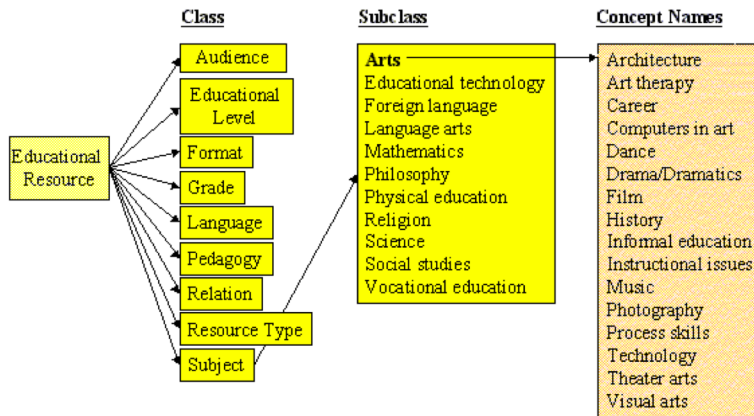 Class
Subclass
Concept Names
Educational
Resource
Audience
Educational
Level
Format
Grade
Language
Pedagogy
Relation
Resource Type
Subject
Arts
Educational technology
Foreign language
Language arts
Mathematics
Philosophy
Physical education
Religion
Science
Social studies
Vocational education
Architecture
Art therapy
Career
Computers in art
Dance
Drama/Dramatics
Film
History
Informal education
Instructional issues
Music
Photography
Process skills
Technology
Theater arts
Visual arts